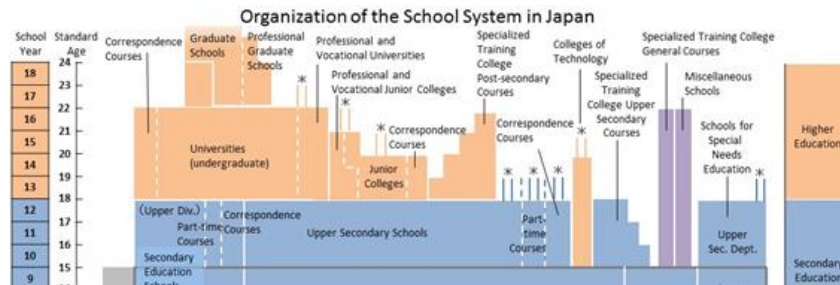 Organization of the School System in Japan
School
Year
Standard
Age
Correspondence
Courses
Graduate
Schools
Professional
Graduate
Schools
Professional and
Vocational Universities
Professional and
Vocational Junior Colleges
Specialized
Training
College
Post-secondary
Courses
Colleges of
Technology
Specialized Training College
General Courses
Miscellaneous
Schools
Specialized
Training
College Upper
Secondary
Courses
Correspondence
Courses
Correspondence
Courses
Schools for
Special
Needs
Education
Higher
Education
18
17
16
15
14
13
12
11
10
9
24
23
22
21
20
19
18
17
16
15
*
*
*
*
*
*
*
*
*
Universities
(undergraduate)
Junior
Colleges
(Upper Div.)
Part-time
Courses
Correspondence
Courses
Upper Secondary Schools
Part-
time
Courses
Upper
Sec. Dept.
Secondary
Education
Secondary
Education